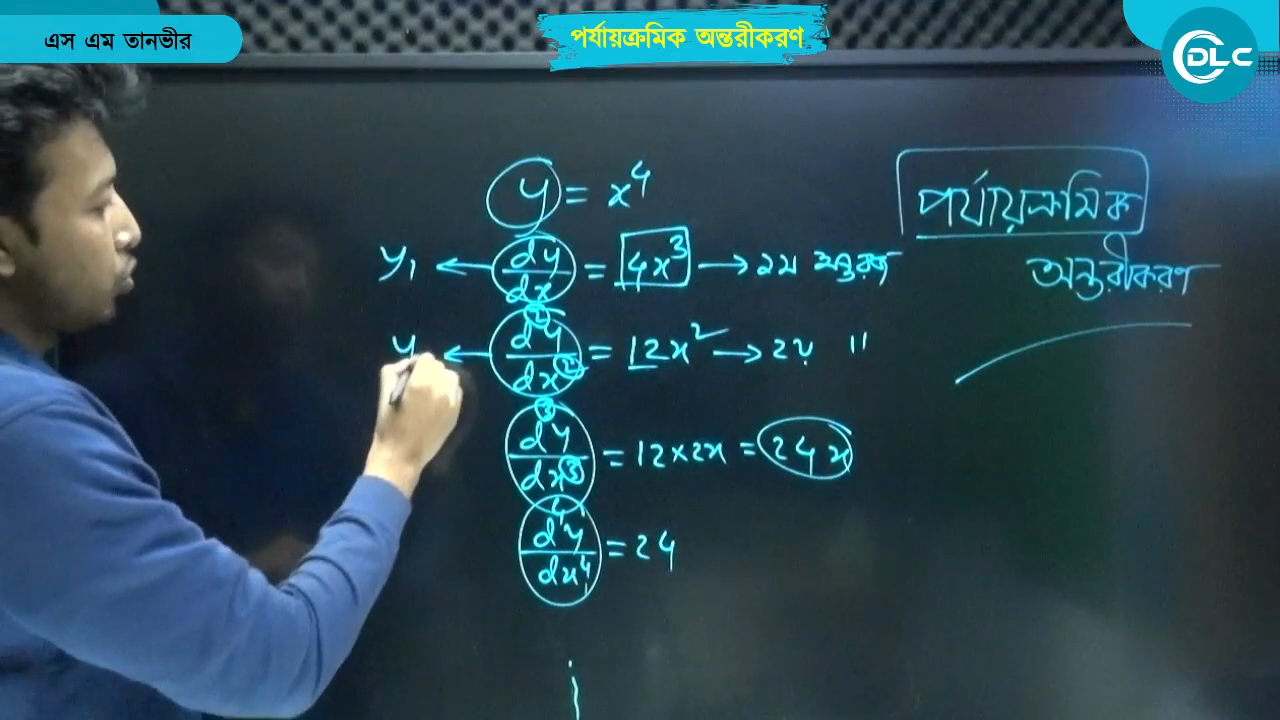 এস এম তানভীর
পর্যায়ক্রমিক অন্তরীকরণ
DLC
y = x⁴
পর্যায়ক্রমিক
অন্তরীকরণ
y₁ ← dy/dx = 4x³ → ১ম
y ← d²y/dx² = 12x² → ২য় "
d³y/dx³ = 12×2x = 24x
d⁴y/dx⁴ = 24